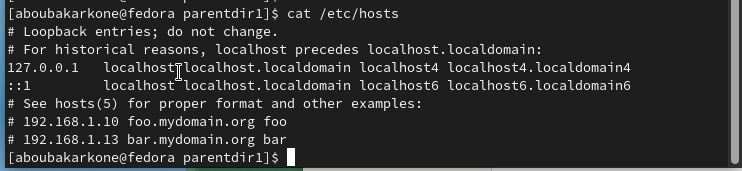 [aboubakarkone@fedora parentdir1]$ cat /etc/hosts
# Loopback entries; do not change.
# For historical reasons, localhost precedes localhost.localdomain:
127.0.0.1   localhost localhost.localdomain localhost4 localhost4.localdomain4
::1         localhost localhost.localdomain localhost6 localhost6.localdomain6
# See hosts(5) for proper format and other examples:
# 192.168.1.10 foo.mydomain.org foo
# 192.168.1.13 bar.mydomain.org bar
[aboubakarkone@fedora parentdir1]$